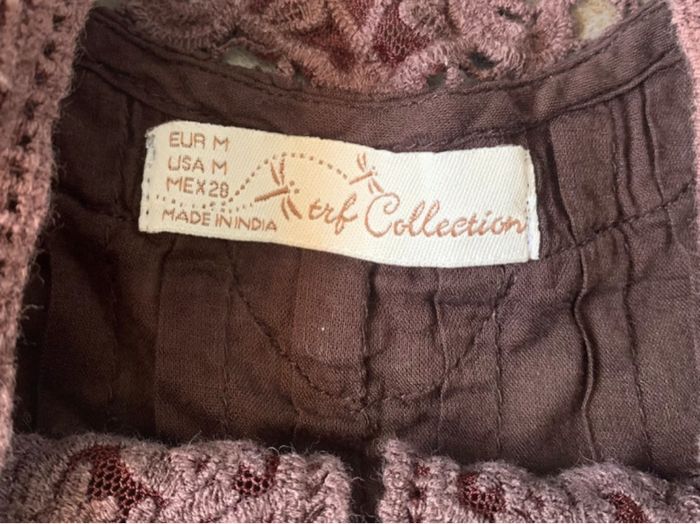 EUR M
USA M
MEX 28
MADE IN INDIA
trf Collection